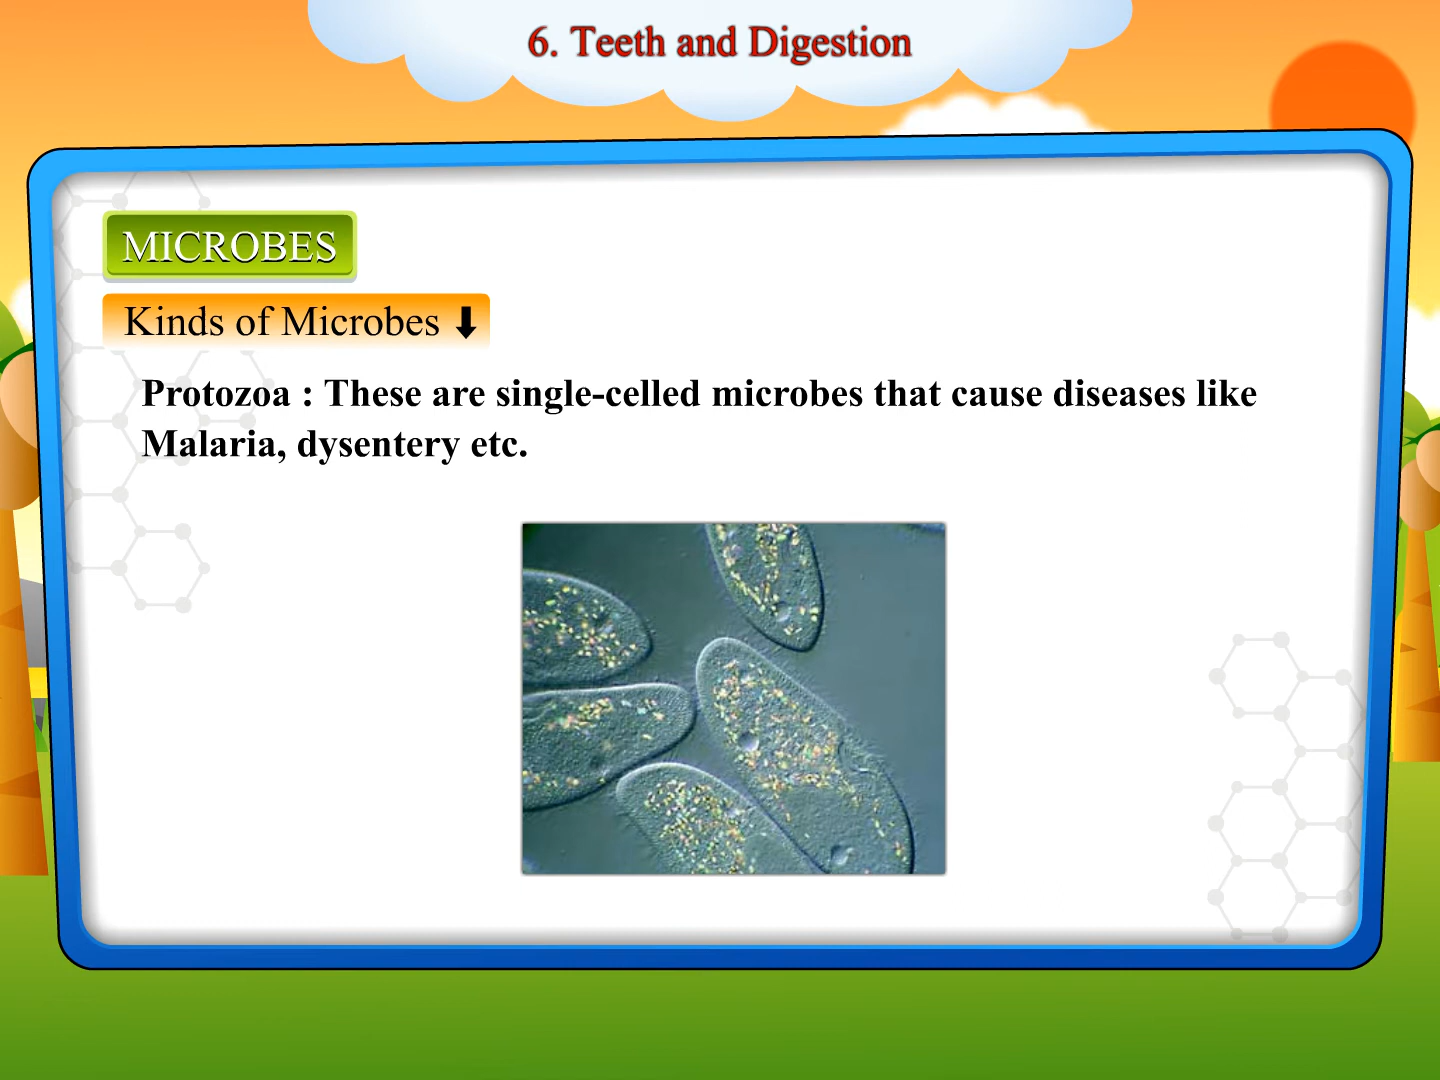 6. Teeth and Digestion
MICROBES
Kinds of Microbes
Protozoa : These are single-celled microbes that cause diseases like
Malaria, dysentery etc.